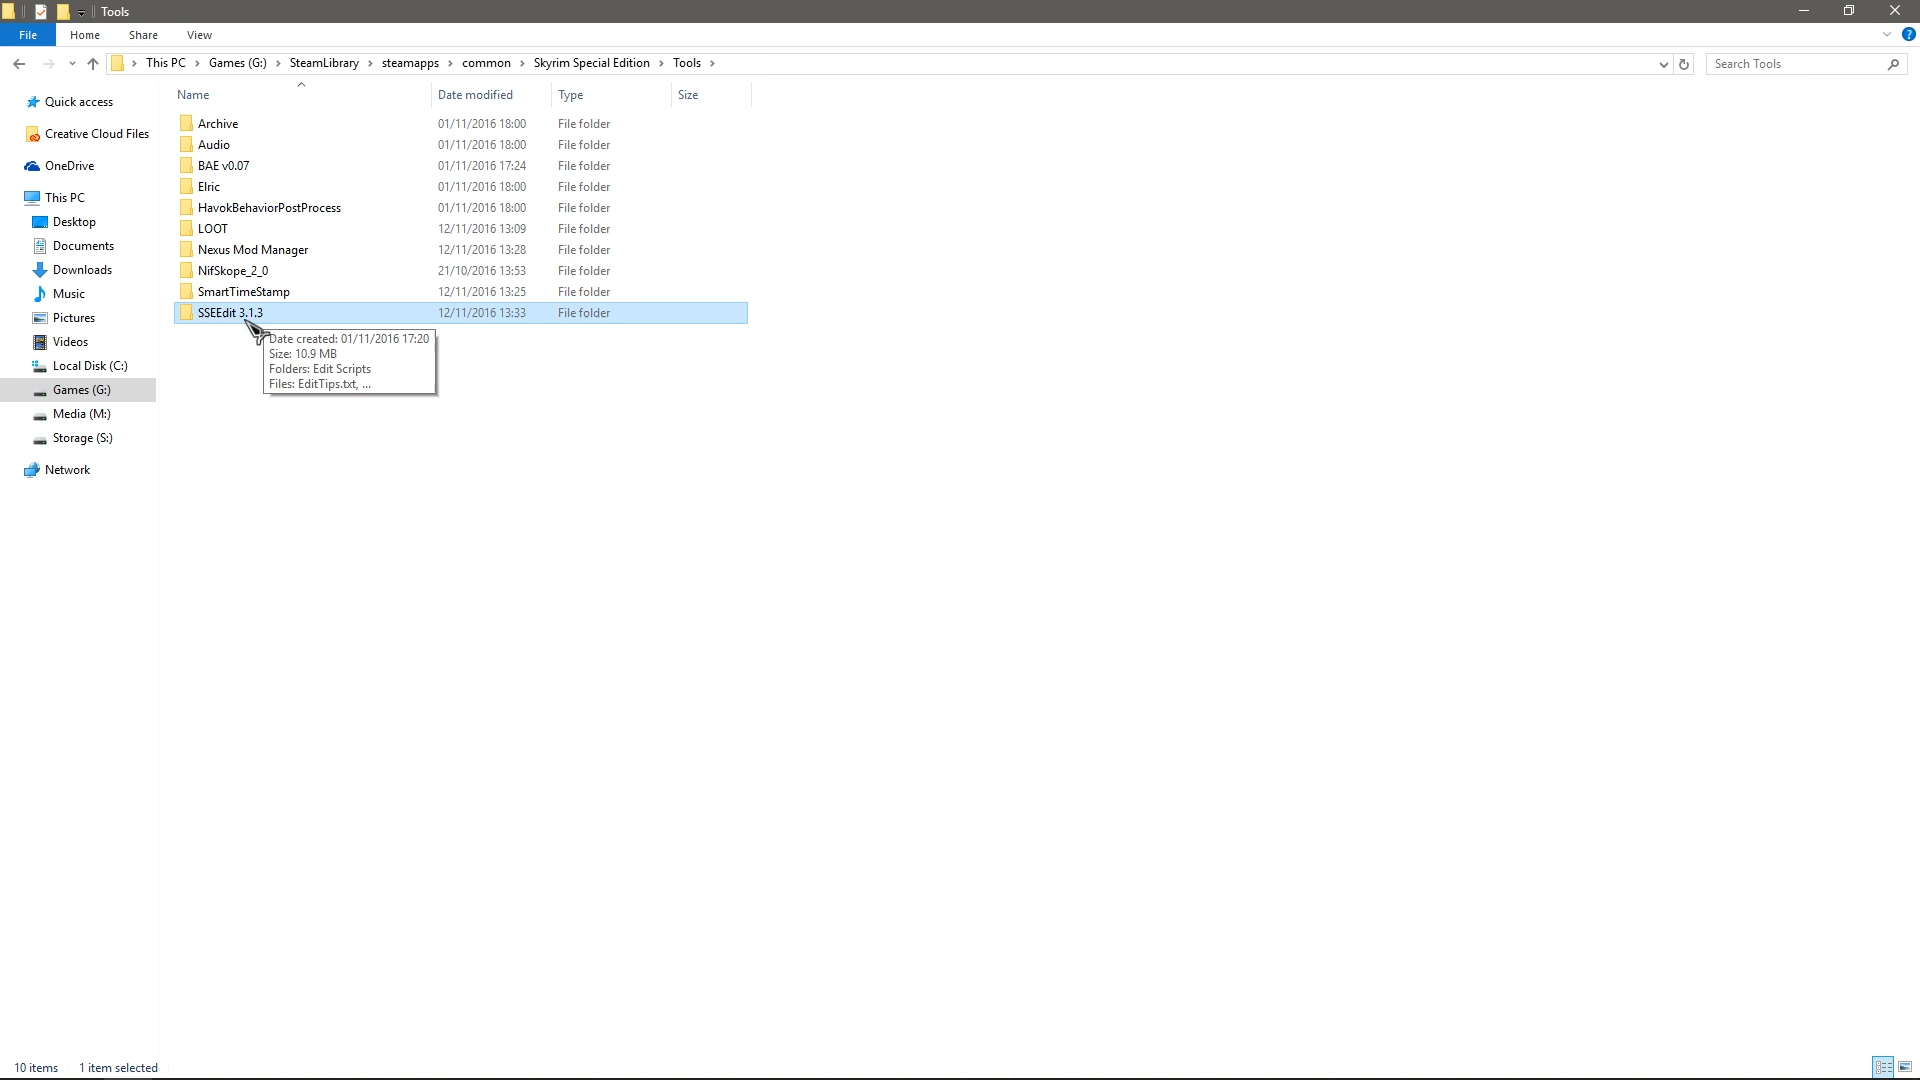 Tools
File Home Share View
This PC Games (G:) SteamLibrary steamapps common Skyrim Special Edition Tools
Search Tools
Name Date modified Type Size
Quick access
Creative Cloud Files
OneDrive
This PC
Desktop
Documents
Downloads
Music
Pictures
Videos
Local Disk (C:)
Games (G:)
Media (M:)
Storage (S:)
Network
Archive 01/11/2016 18:00 File folder
Audio 01/11/2016 18:00 File folder
BAE v0.07 01/11/2016 17:24 File folder
Elric 01/11/2016 18:00 File folder
HavokBehaviorPostProcess 01/11/2016 18:00 File folder
LOOT 12/11/2016 13:09 File folder
Nexus Mod Manager 12/11/2016 13:28 File folder
NifSkope_2_0 21/10/2016 13:53 File folder
SmartTimeStamp 12/11/2016 13:25 File folder
SSEEdit 3.1.3 12/11/2016 13:33 File folder
Date created: 01/11/2016 17:20
Size: 10.9 MB
Folders: Edit Scripts
Files: EditTips.txt, ...
10 items 1 item selected